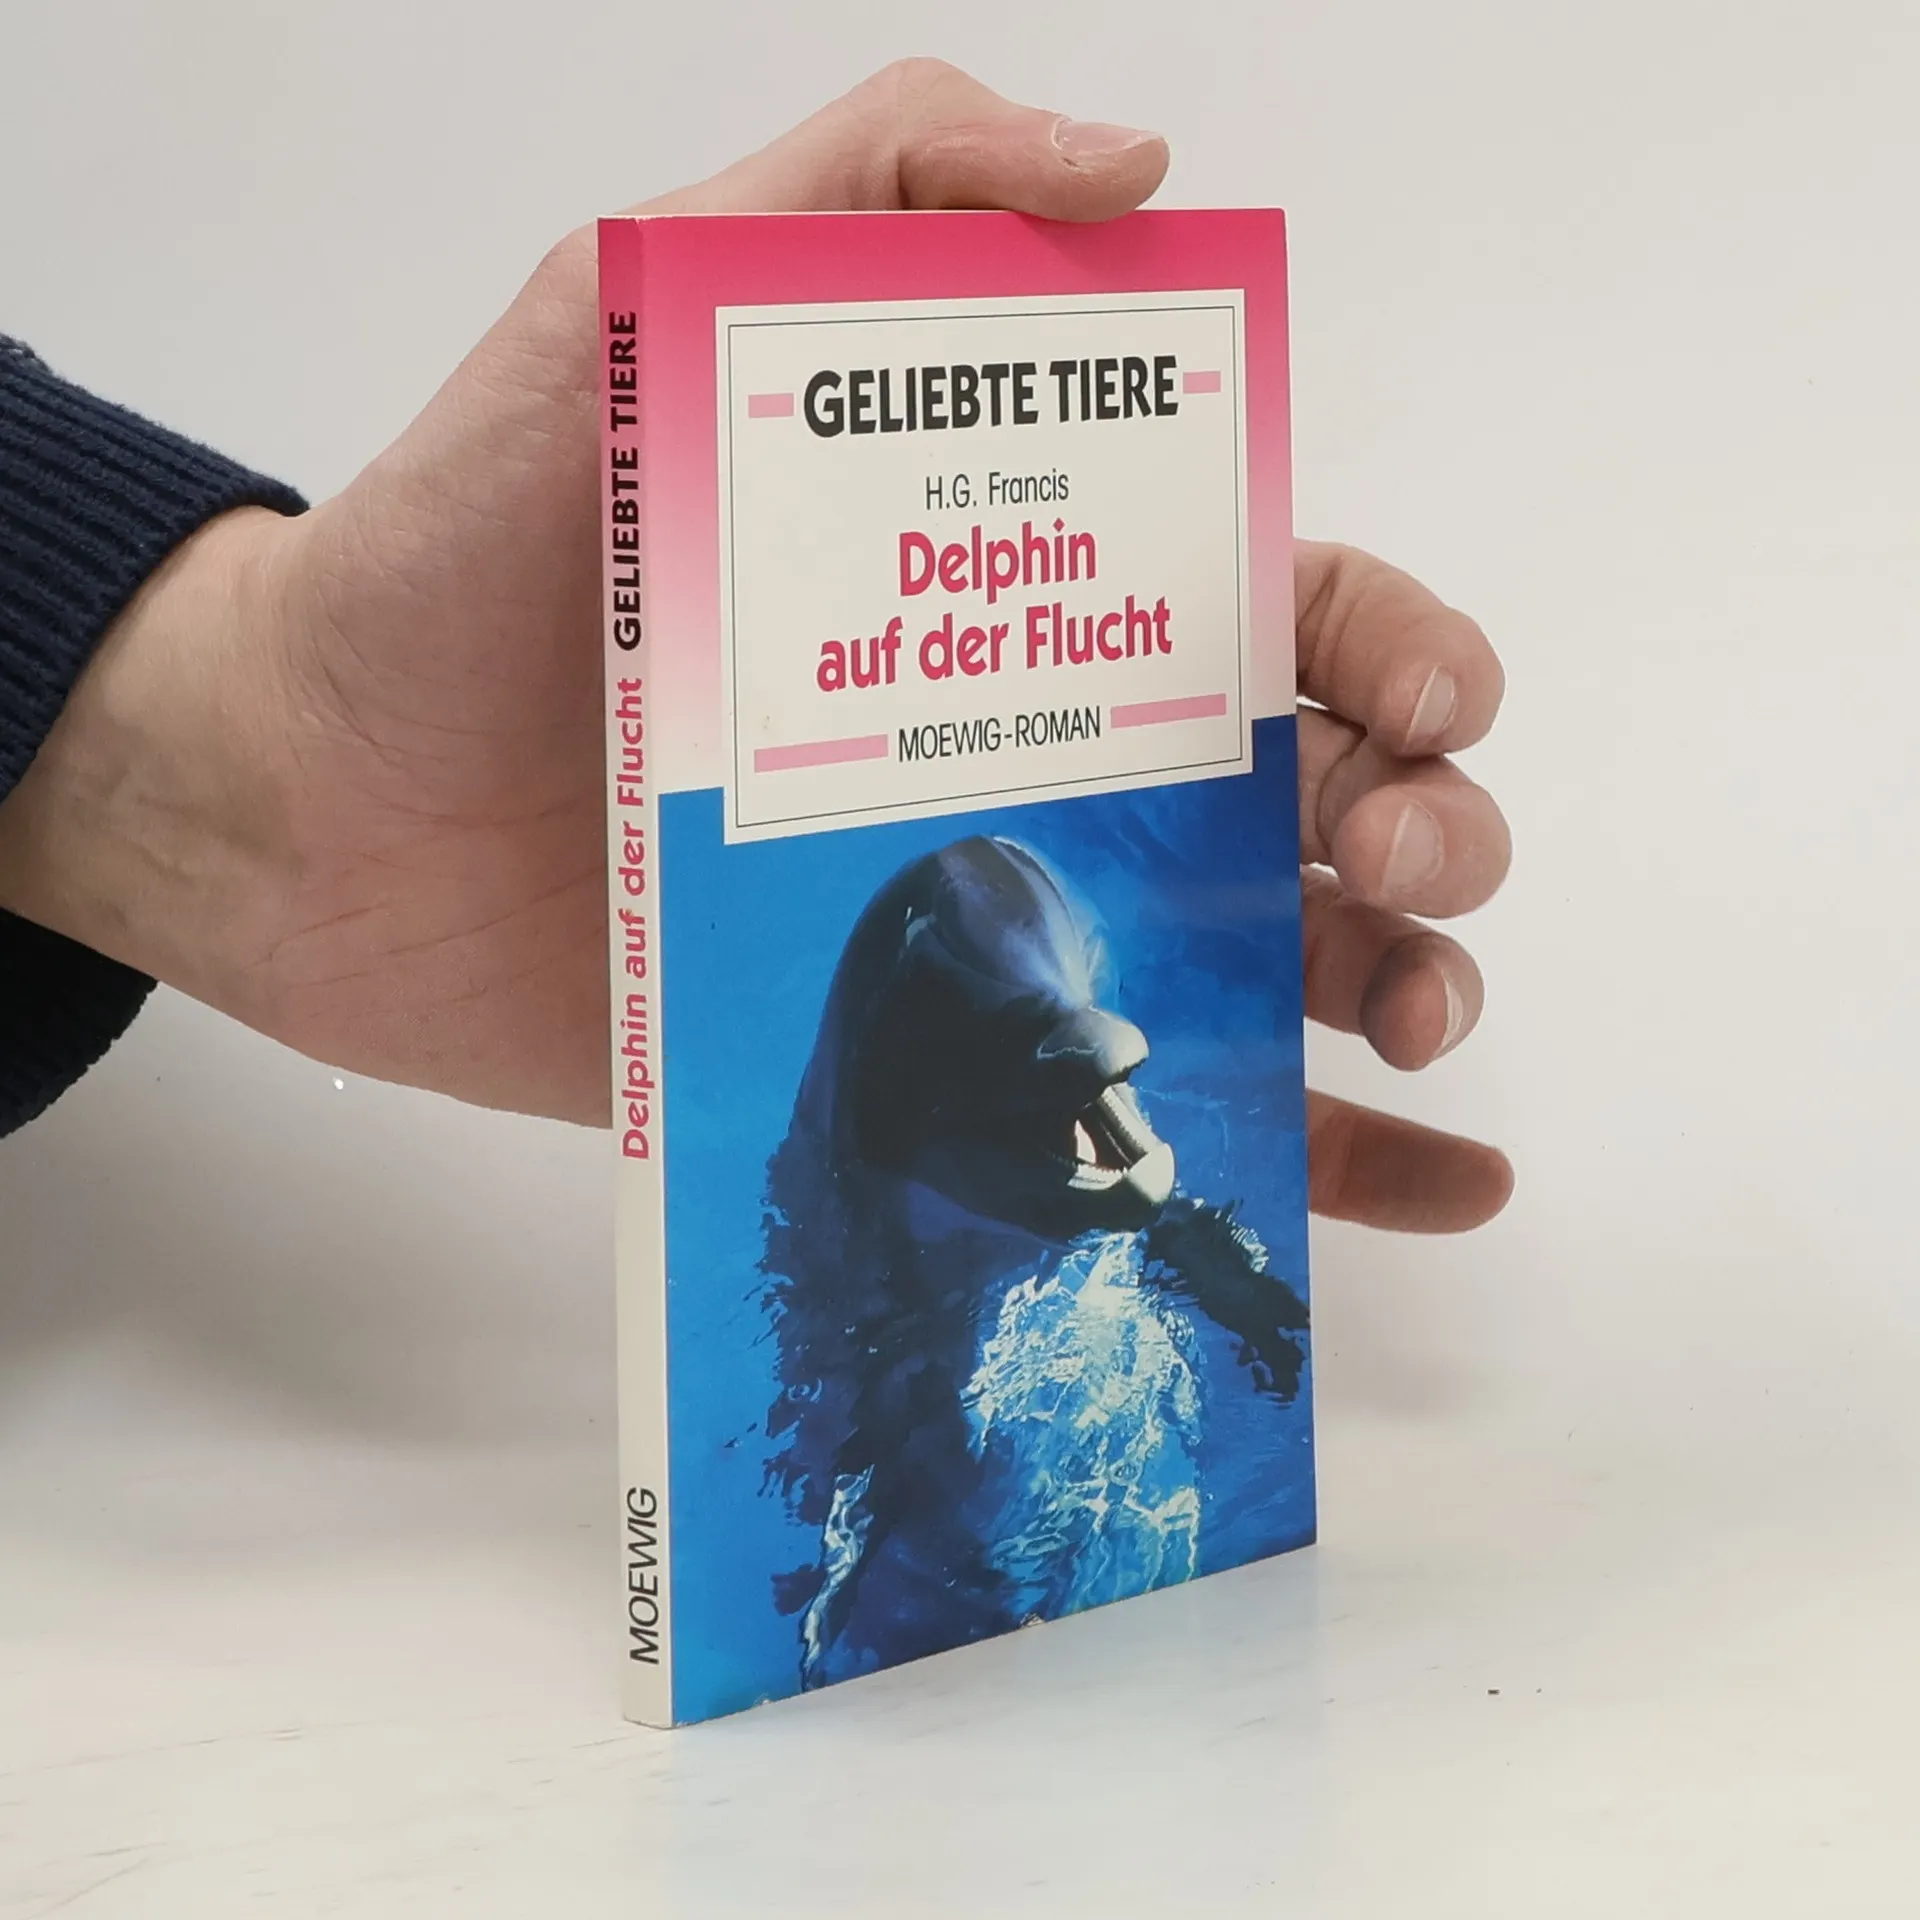 GELIEBTE TIERE
H.G. Francis
Delphin
auf der Flucht
MOEWIG-ROMAN
Delphin auf der Flucht GELIEBTE TIERE
MOEWIG